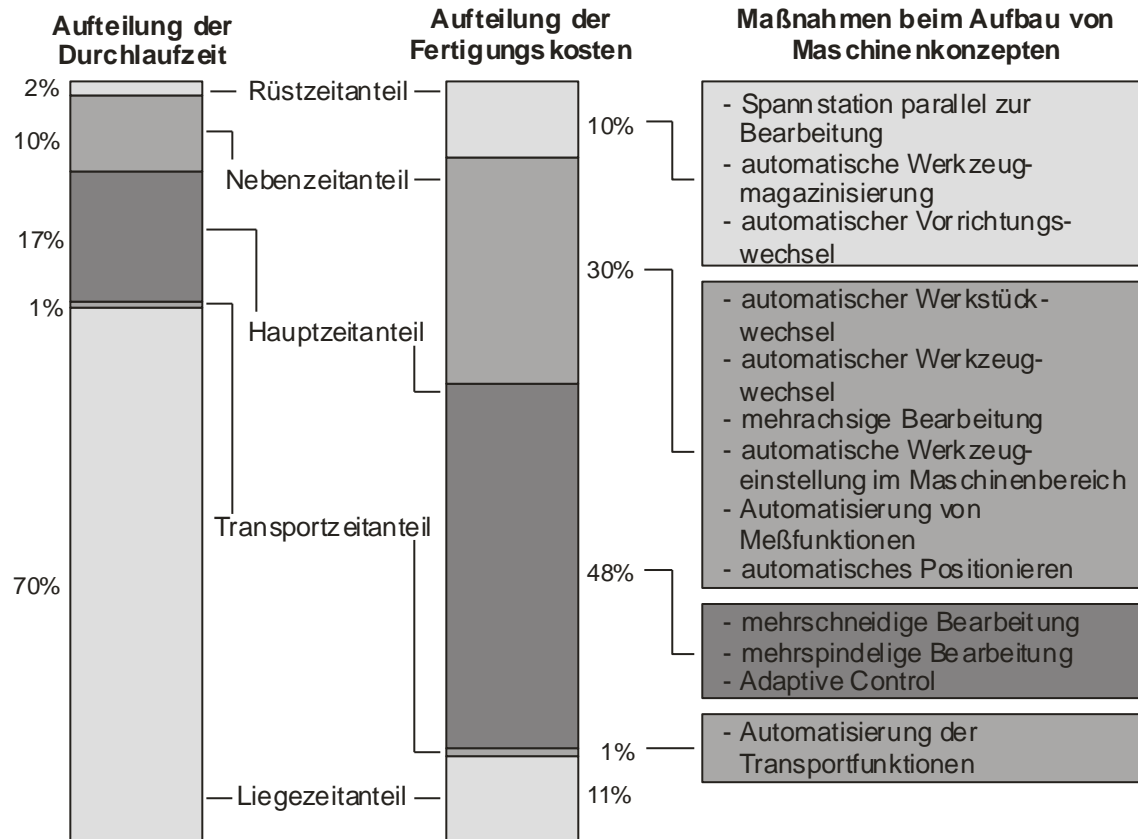 Aufteilung der
Durchlaufzeit
2%
10%
17%
1%
70%
Rüstzeitanteil
Nebenzeitanteil
Hauptzeitanteil
Transportzeitanteil
Liegezeitanteil
Aufteilung der
Fertigungskosten
10%
30%
48%
1%
11%
Maßnahmen beim Aufbau von
Maschinenkonzepten
- Spannstation parallel zur
Bearbeitung
- automatische Werkzeug-
magazinisierung
- automatischer Vorrichtungs-
wechsel
- automatischer Werkstück-
wechsel
- automatischer Werkzeug-
wechsel
- mehrachsige Bearbeitung
- automatische Werkzeug-
einstellung im Maschinenbereich
- Automatisierung von
Meßfunktionen
- automatisches Positionieren
- mehrschneidige Bearbeitung
- mehrspindelige Bearbeitung
- Adaptive Control
- Automatisierung der
Transportfunktionen